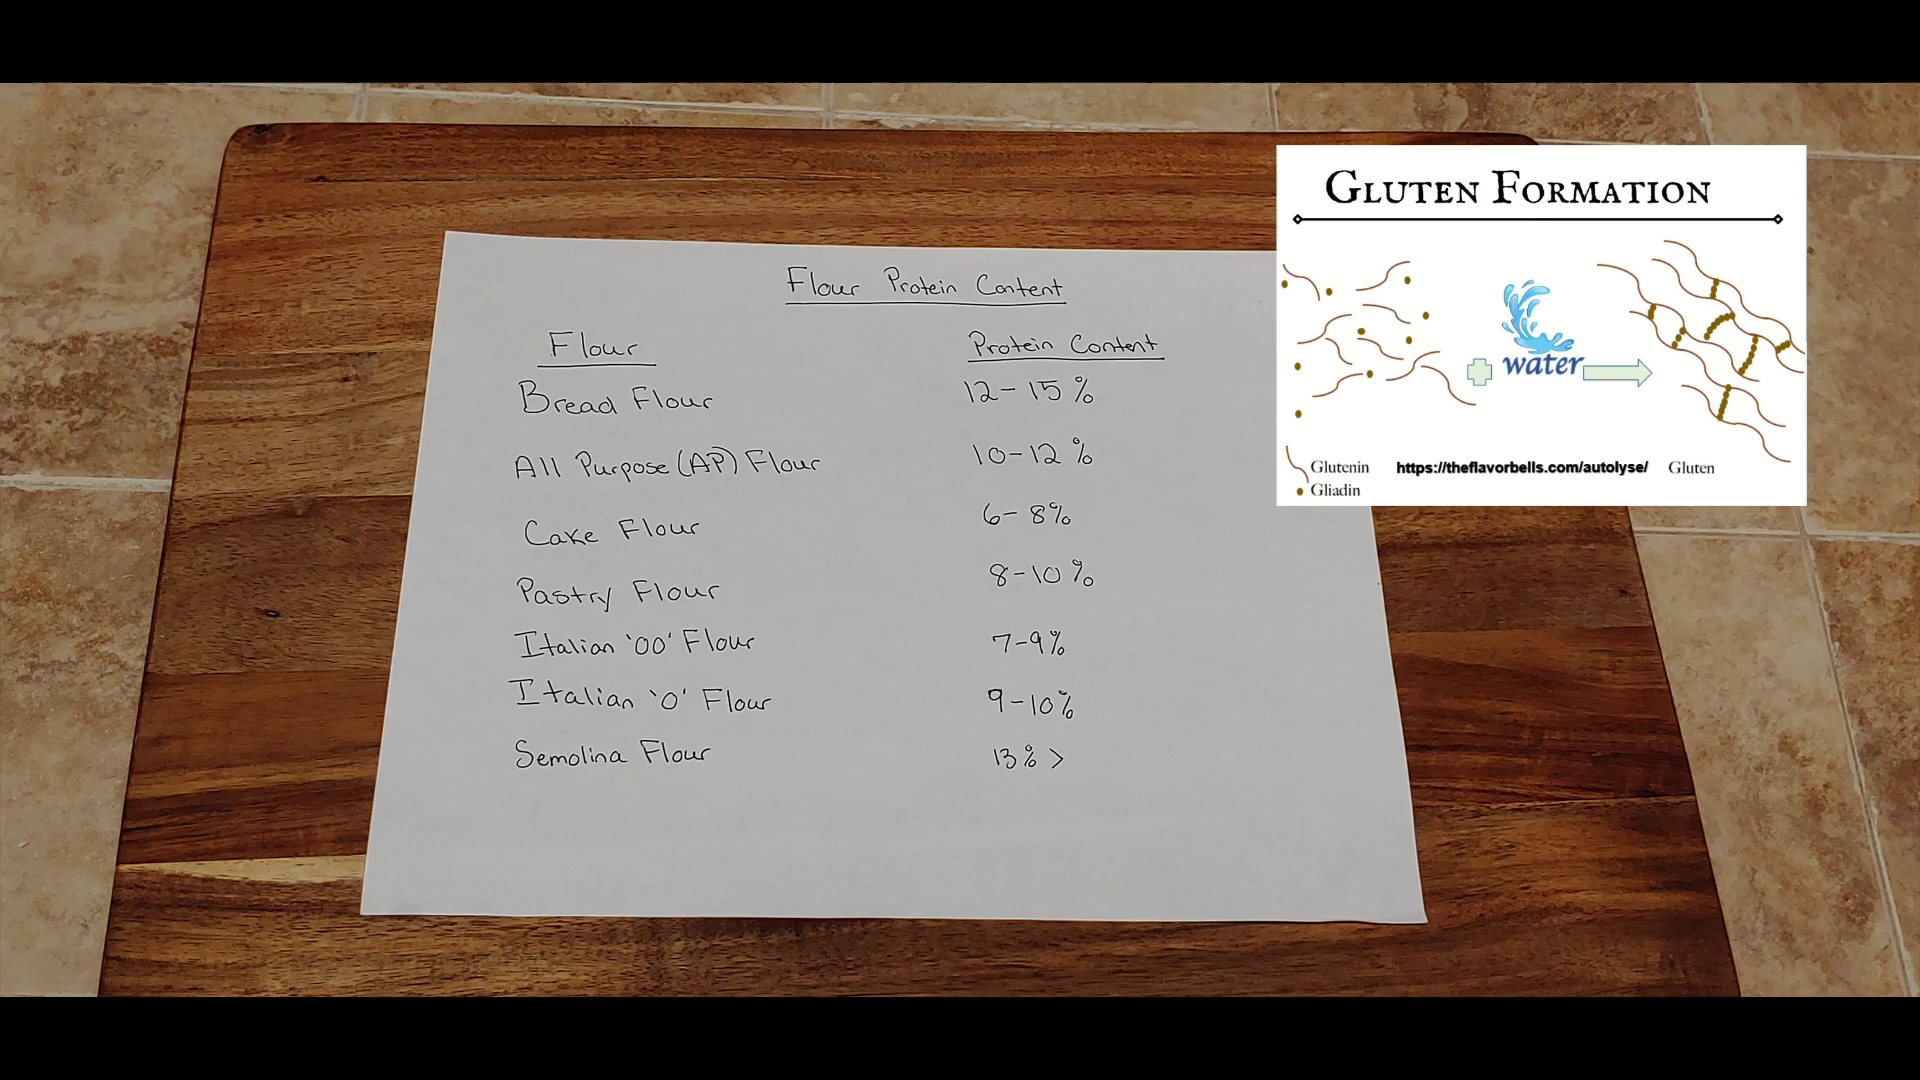 Flour Protein Content
Flour Protein Content
Bread Flour 12-15%
All Purpose (AP) Flour 10-12%
Cake Flour 6-8%
Pastry Flour 8-10%
Italian '00' Flour 7-9%
Italian '0' Flour 9-10%
Semolina Flour 13% >
GLUTEN FORMATION
water
Glutenin https://theflavorbells.com/autolyse/ Gluten
Gliadin